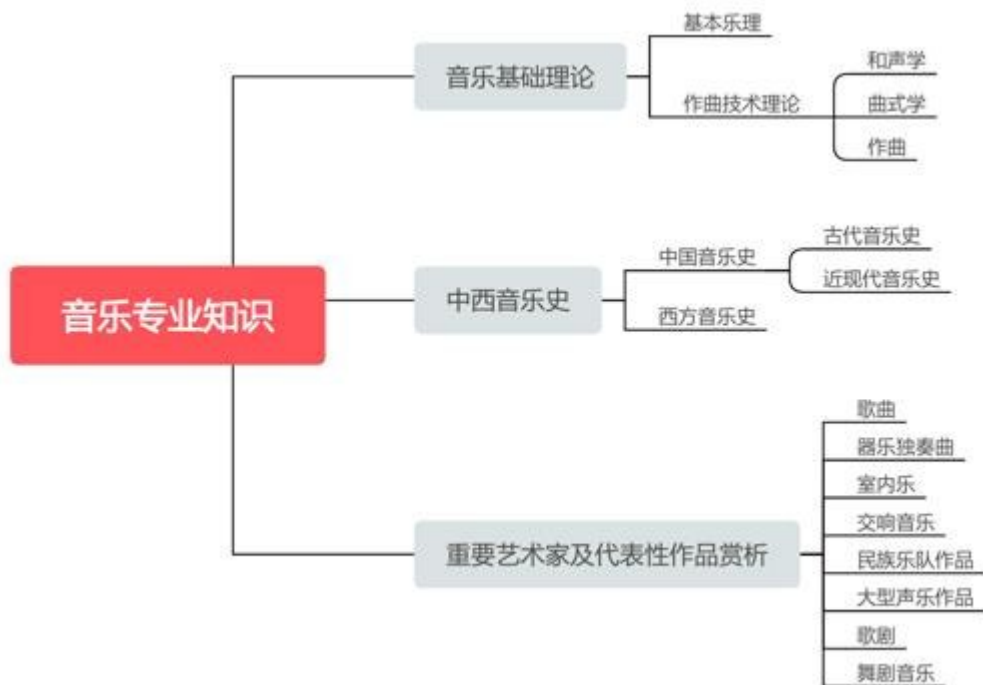 音乐专业知识
音乐基础理论
基本乐理
作曲技术理论
和声学
曲式学
作曲
中西音乐史
中国音乐史
古代音乐史
近现代音乐史
西方音乐史
重要艺术家及代表性作品赏析
歌曲
器乐独奏曲
室内乐
交响音乐
民族乐队作品
大型声乐作品
歌剧
舞剧音乐